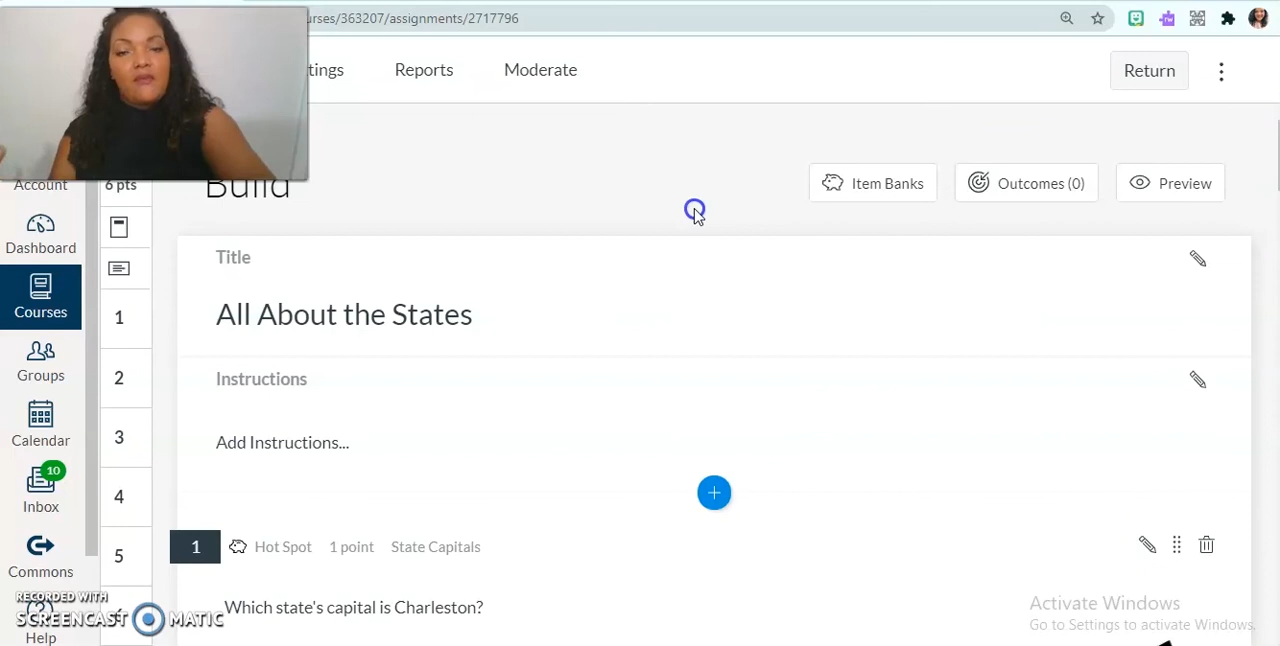 urses/363207/assignments/2717796
tings
Reports
Moderate
Return
Account
6 pts
Build
Item Banks
Outcomes (0)
Preview
Dashboard
Title
Courses
1
All About the States
Groups
2
Instructions
Calendar
3
Add Instructions...
10
Inbox
4
1
Hot Spot
1 point
State Capitals
5
Commons
Which state's capital is Charleston?
RECORDED WITH
SCREENCAST MATIC
Help
Activate Windows
Go to Settings to activate Windows.